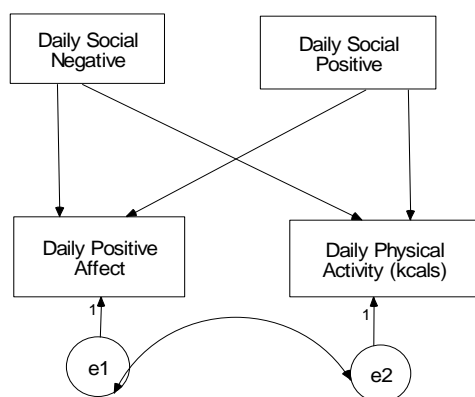 Daily Social
Negative
Daily Social
Positive
Daily Positive
Affect
Daily Physical
Activity (kcals)
1
1
e1
e2